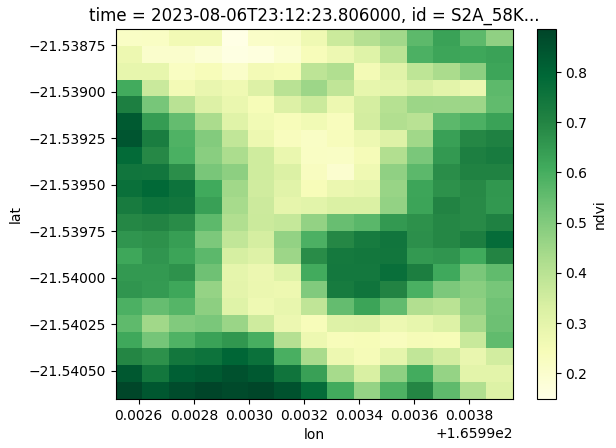 time = 2023-08-06T23:12:23.806000, id = S2A_58K...
−21.53875
−21.53900
−21.53925
−21.53950
−21.53975
−21.54000
−21.54025
−21.54050
lat
0.0026 0.0028 0.0030 0.0032 0.0034 0.0036 0.0038
lon
+1.6599e2
0.8
0.7
0.6
0.5
0.4
0.3
0.2
ndvi